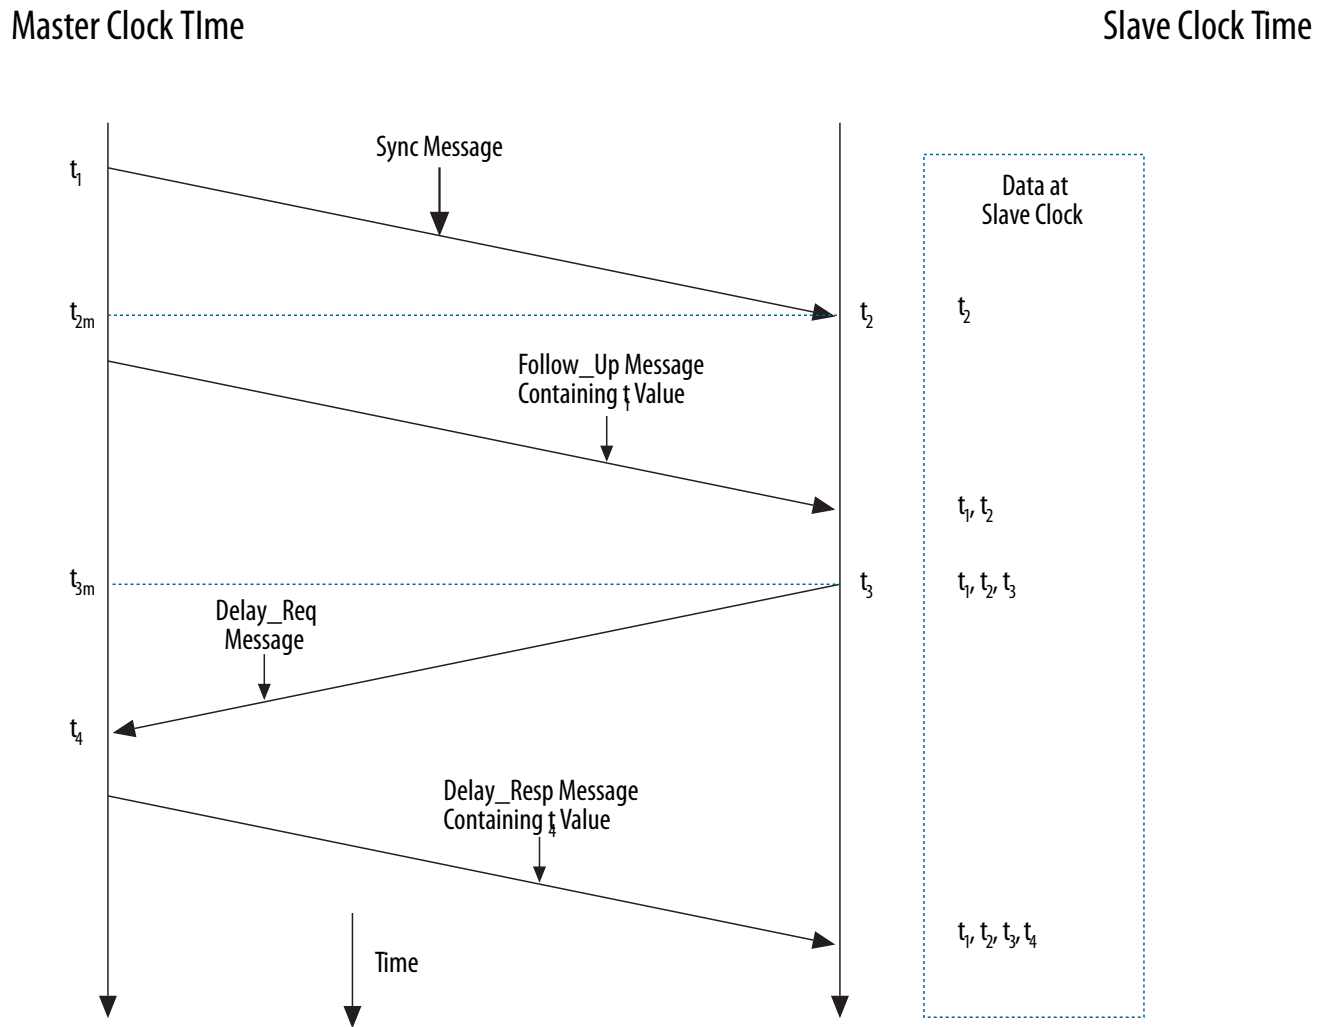 Master Clock TIme
Slave Clock Time
Sync Message
t1
Data at
Slave Clock
t2m
t2
t2
Follow_Up Message
Containing t1 Value
t1, t2
t3m
t3
t1, t2, t3
Delay_Req
Message
t4
Delay_Resp Message
Containing t4 Value
t1, t2, t3, t4
Time